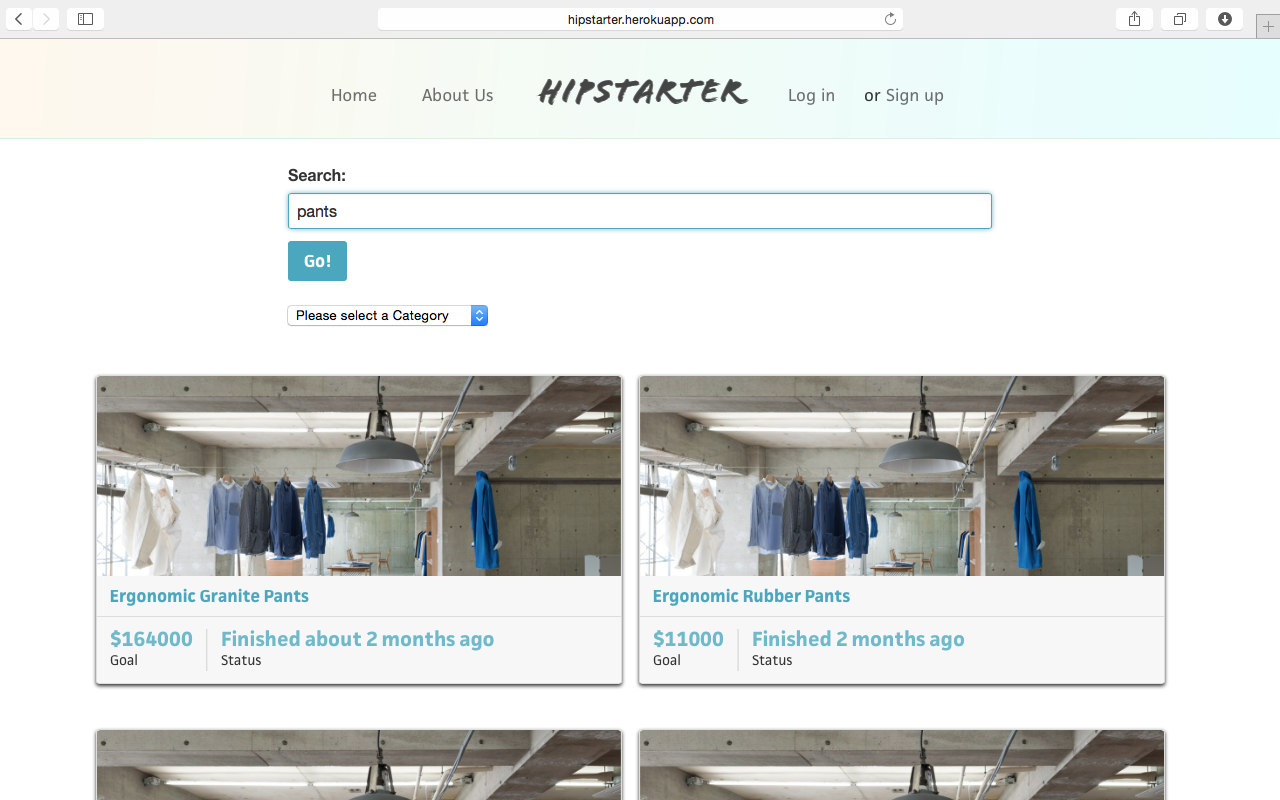 hipstarter.herokuapp.com
Home About Us HIPSTARTER Log in or Sign up
Search:
pants
Go!
Please select a Category
Ergonomic Granite Pants
$164000 Finished about 2 months ago
Goal Status
Ergonomic Rubber Pants
$11000 Finished 2 months ago
Goal Status